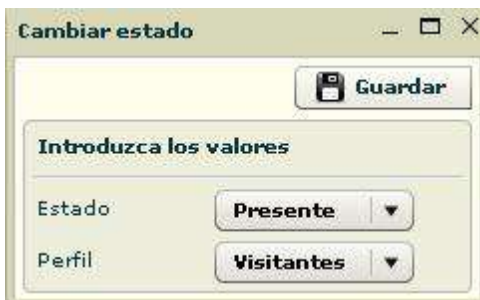 Cambiar estado
Guardar
Introduzca los valores
Estado Presente
Perfil Visitantes